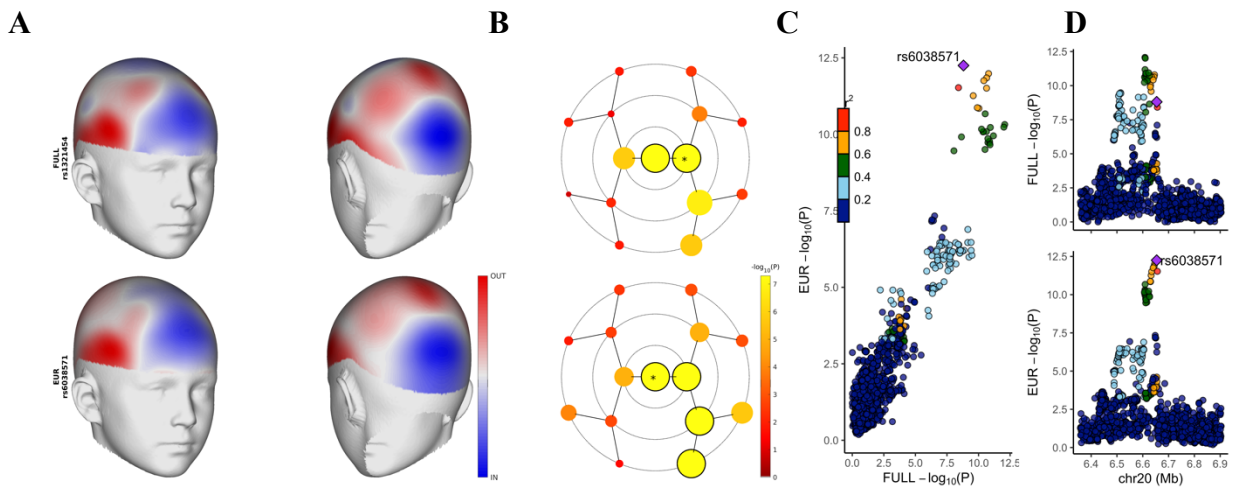 A
B
C
D
FULL
rs1321454
EUR
rs6038571
OUT
IN
-log10(P)
7
6
5
4
3
2
1
0
*
*
rs6038571
r2
0.8
0.6
0.4
0.2
EUR −log10(P)
12.5
10.0
7.5
5.0
2.5
0.0
0.0 2.5 5.0 7.5 10.0 12.5
FULL −log10(P)
FULL −log10(P)
12.5
10.0
7.5
5.0
2.5
0.0
rs6038571
EUR −log10(P)
12.5
10.0
7.5
5.0
2.5
0.0
6.4 6.5 6.6 6.7 6.8 6.9
chr20 (Mb)